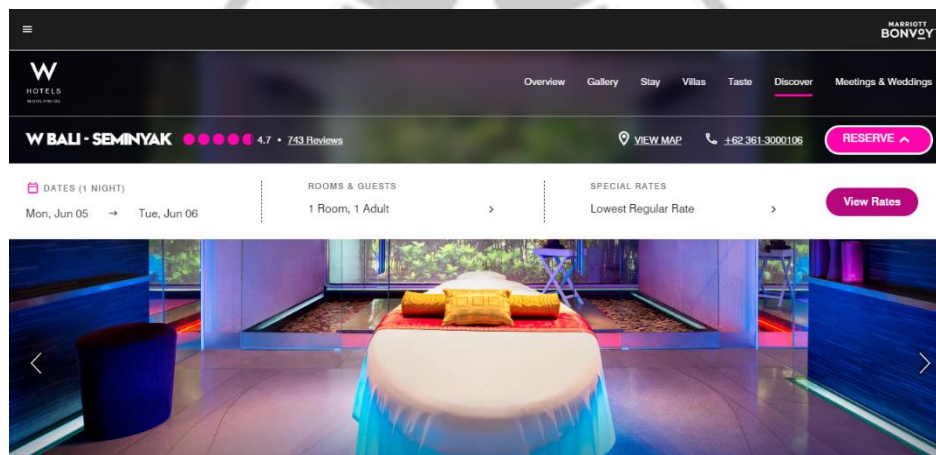 MARRIOTT
BONVOY
W
HOTELS
WORLDWIDE
Overview Gallery Stay Villas Taste Discover Meetings & Weddings
W BALI - SEMINYAK 4.7 • 743 Reviews VIEW MAP +62 361-3000106 RESERVE
DATES (1 NIGHT) ROOMS & GUESTS SPECIAL RATES
Mon, Jun 05 → Tue, Jun 06 1 Room, 1 Adult Lowest Regular Rate View Rates